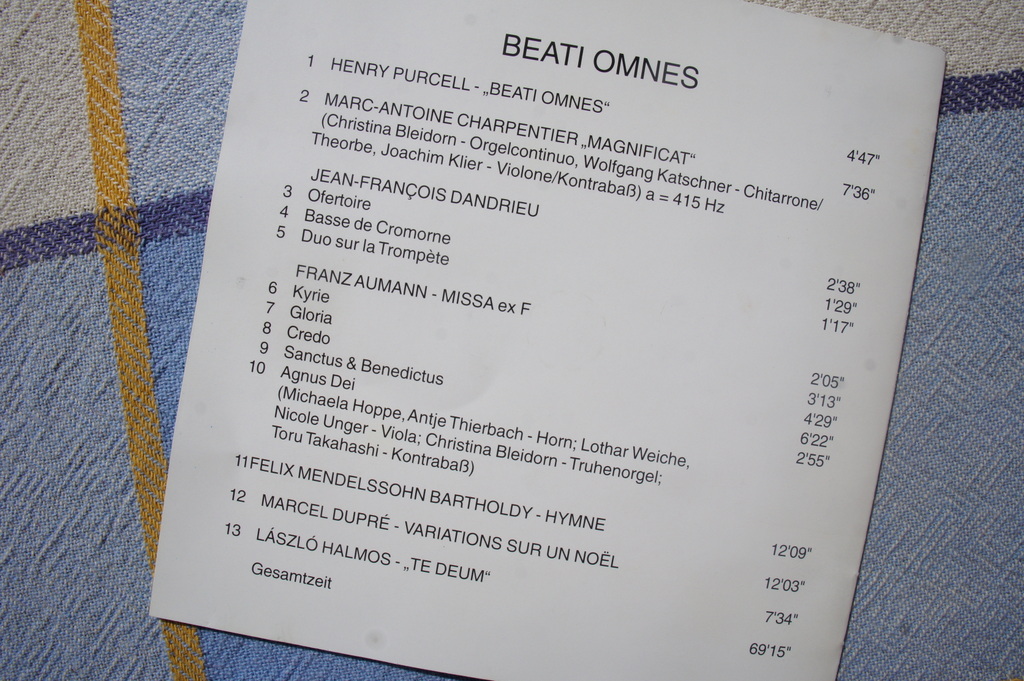 BEATI OMNES
1 HENRY PURCELL - „BEATI OMNES“ 4'47"
2 MARC-ANTOINE CHARPENTIER „MAGNIFICAT“ 7'36"
(Christina Bleidorn - Orgelcontinuo, Wolfgang Katschner - Chitarrone/
Theorbe, Joachim Klier - Violone/Kontrabaß) a = 415 Hz
JEAN-FRANÇOIS DANDRIEU
3 Ofertoire 2'38"
4 Basse de Cromorne 1'29"
5 Duo sur la Trompète 1'17"
FRANZ AUMANN - MISSA ex F
6 Kyrie 2'05"
7 Gloria 3'13"
8 Credo 4'29"
9 Sanctus & Benedictus 6'22"
10 Agnus Dei 2'55"
(Michaela Hoppe, Antje Thierbach - Horn; Lothar Weiche,
Nicole Unger - Viola; Christina Bleidorn - Truhenorgel;
Toru Takahashi - Kontrabaß)
11 FELIX MENDELSSOHN BARTHOLDY - HYMNE 12'09"
12 MARCEL DUPRÉ - VARIATIONS SUR UN NOËL 12'03"
13 LÁSZLÓ HALMOS - „TE DEUM“ 7'34"
Gesamtzeit 69'15"